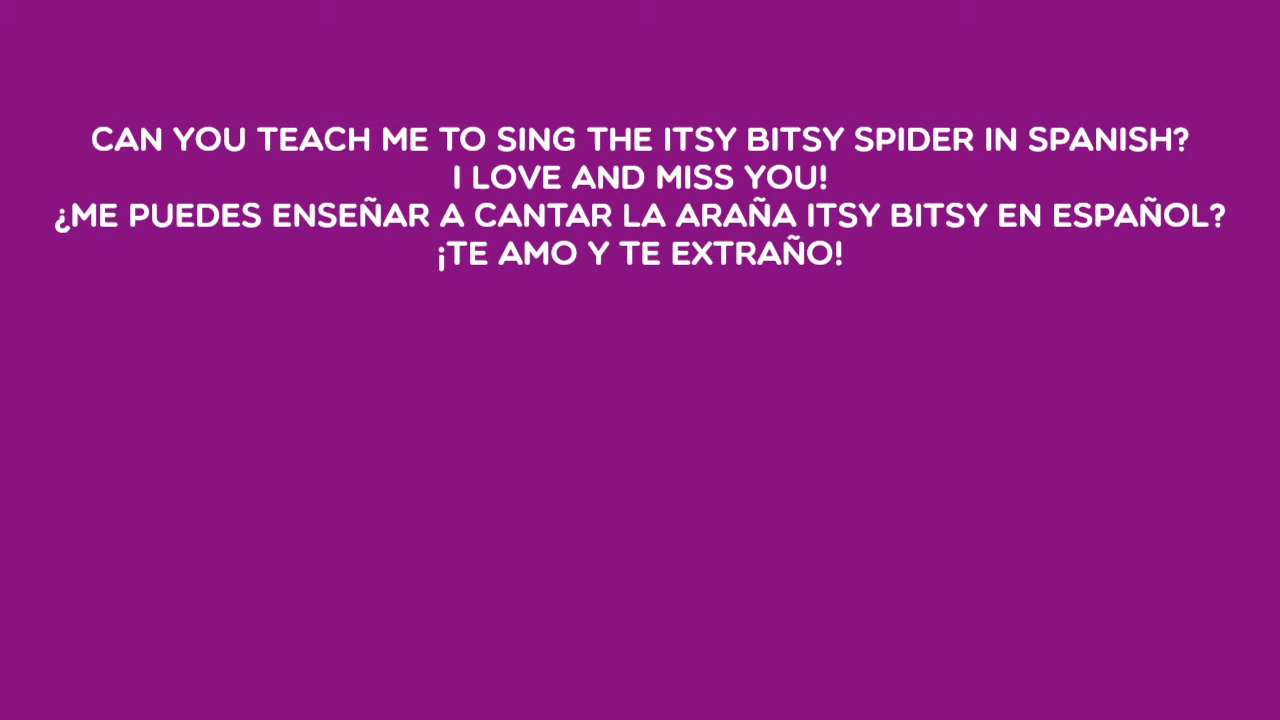 CAN YOU TEACH ME TO SING THE ITSY BITSY SPIDER IN SPANISH?
I LOVE AND MISS YOU!
¿ME PUEDES ENSEÑAR A CANTAR LA ARAÑA ITSY BITSY EN ESPAÑOL?
¡TE AMO Y TE EXTRAÑO!